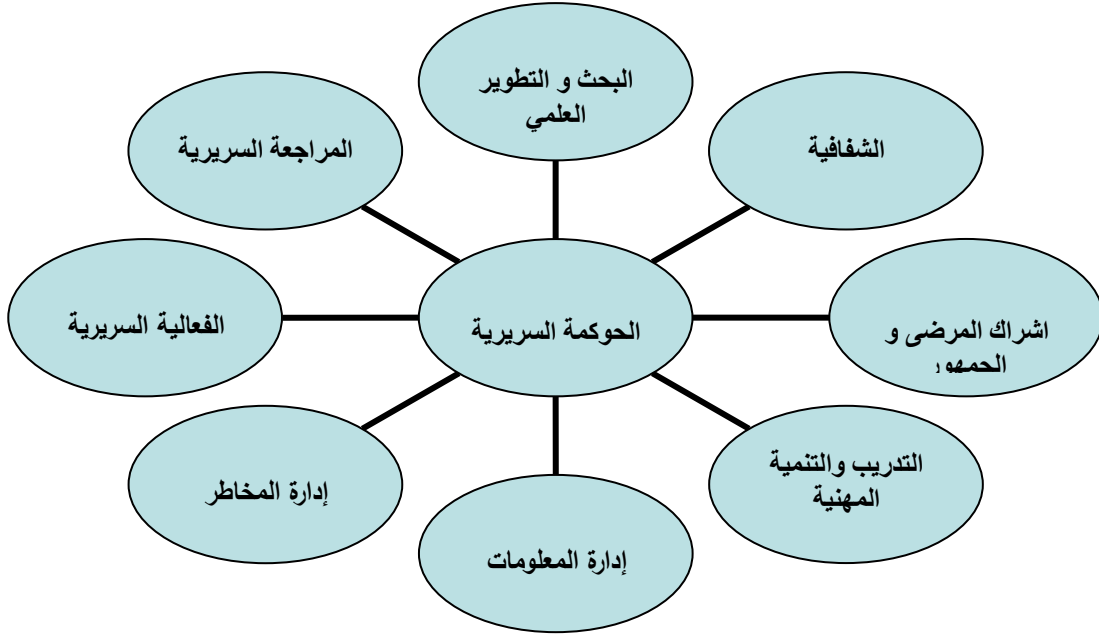 البحث و التطوير
العلمي
المراجعة السريرية
الشفافية
الفعالية السريرية
الحوكمة السريرية
اشراك المرضى و
إدارة المخاطر
التدريب والتنمية
المهنية
إدارة المعلومات